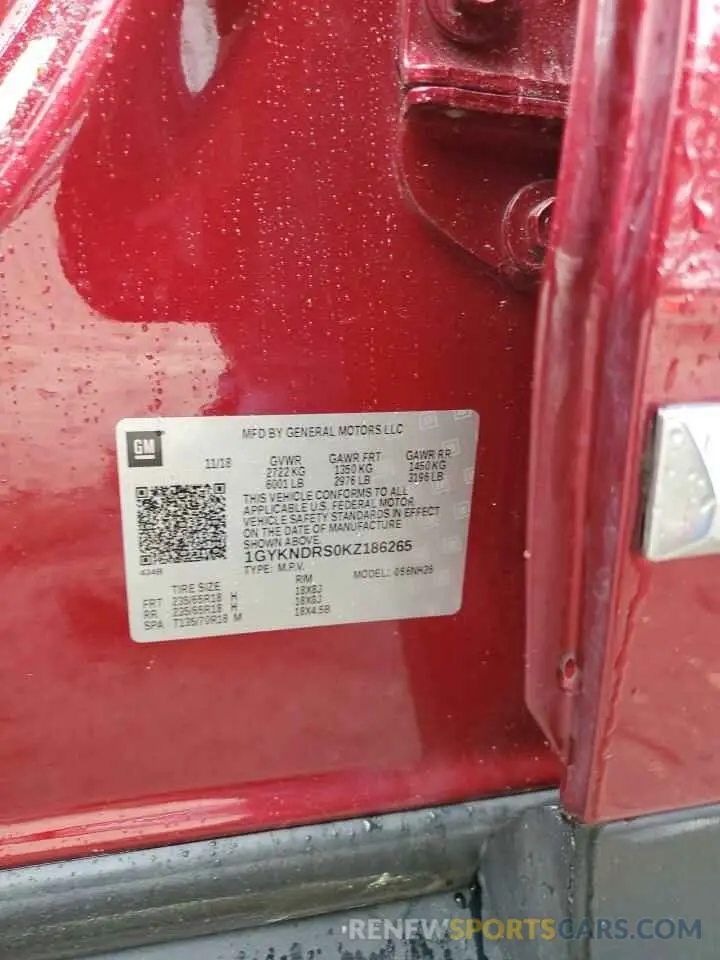 MFD BY GENERAL MOTORS LLC
GM
11/18
GVWR GAWR FRT GAWR RR
2722 KG 1350 KG 1450 KG
6001 LB 2976 LB 3196 LB
THIS VEHICLE CONFORMS TO ALL
APPLICABLE U.S. FEDERAL MOTOR
VEHICLE SAFETY STANDARDS IN EFFECT
ON THE DATE OF MANUFACTURE
SHOWN ABOVE.
1GYKNDRS0KZ186265
TYPE: M.P.V. MODEL: 056NH26
TIRE SIZE RIM
FRT 235/65R18 H 18X8J
RR 235/65R18 H 18X8J
SPA T135/70R18 M 18X4.5B
RENEWSPORTSCARS.COM